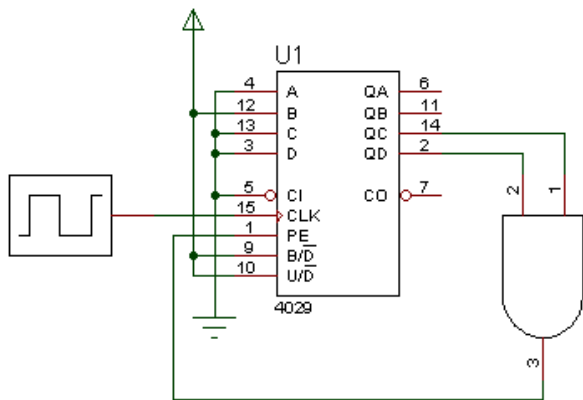 U1
4 A QA 6
12 B QB 11
13 C QC 14
3 D QD 2
5 CI CO 7
15 CLK
1 PE
9 B/D̅
10 U/D̅
4029
2 1
3